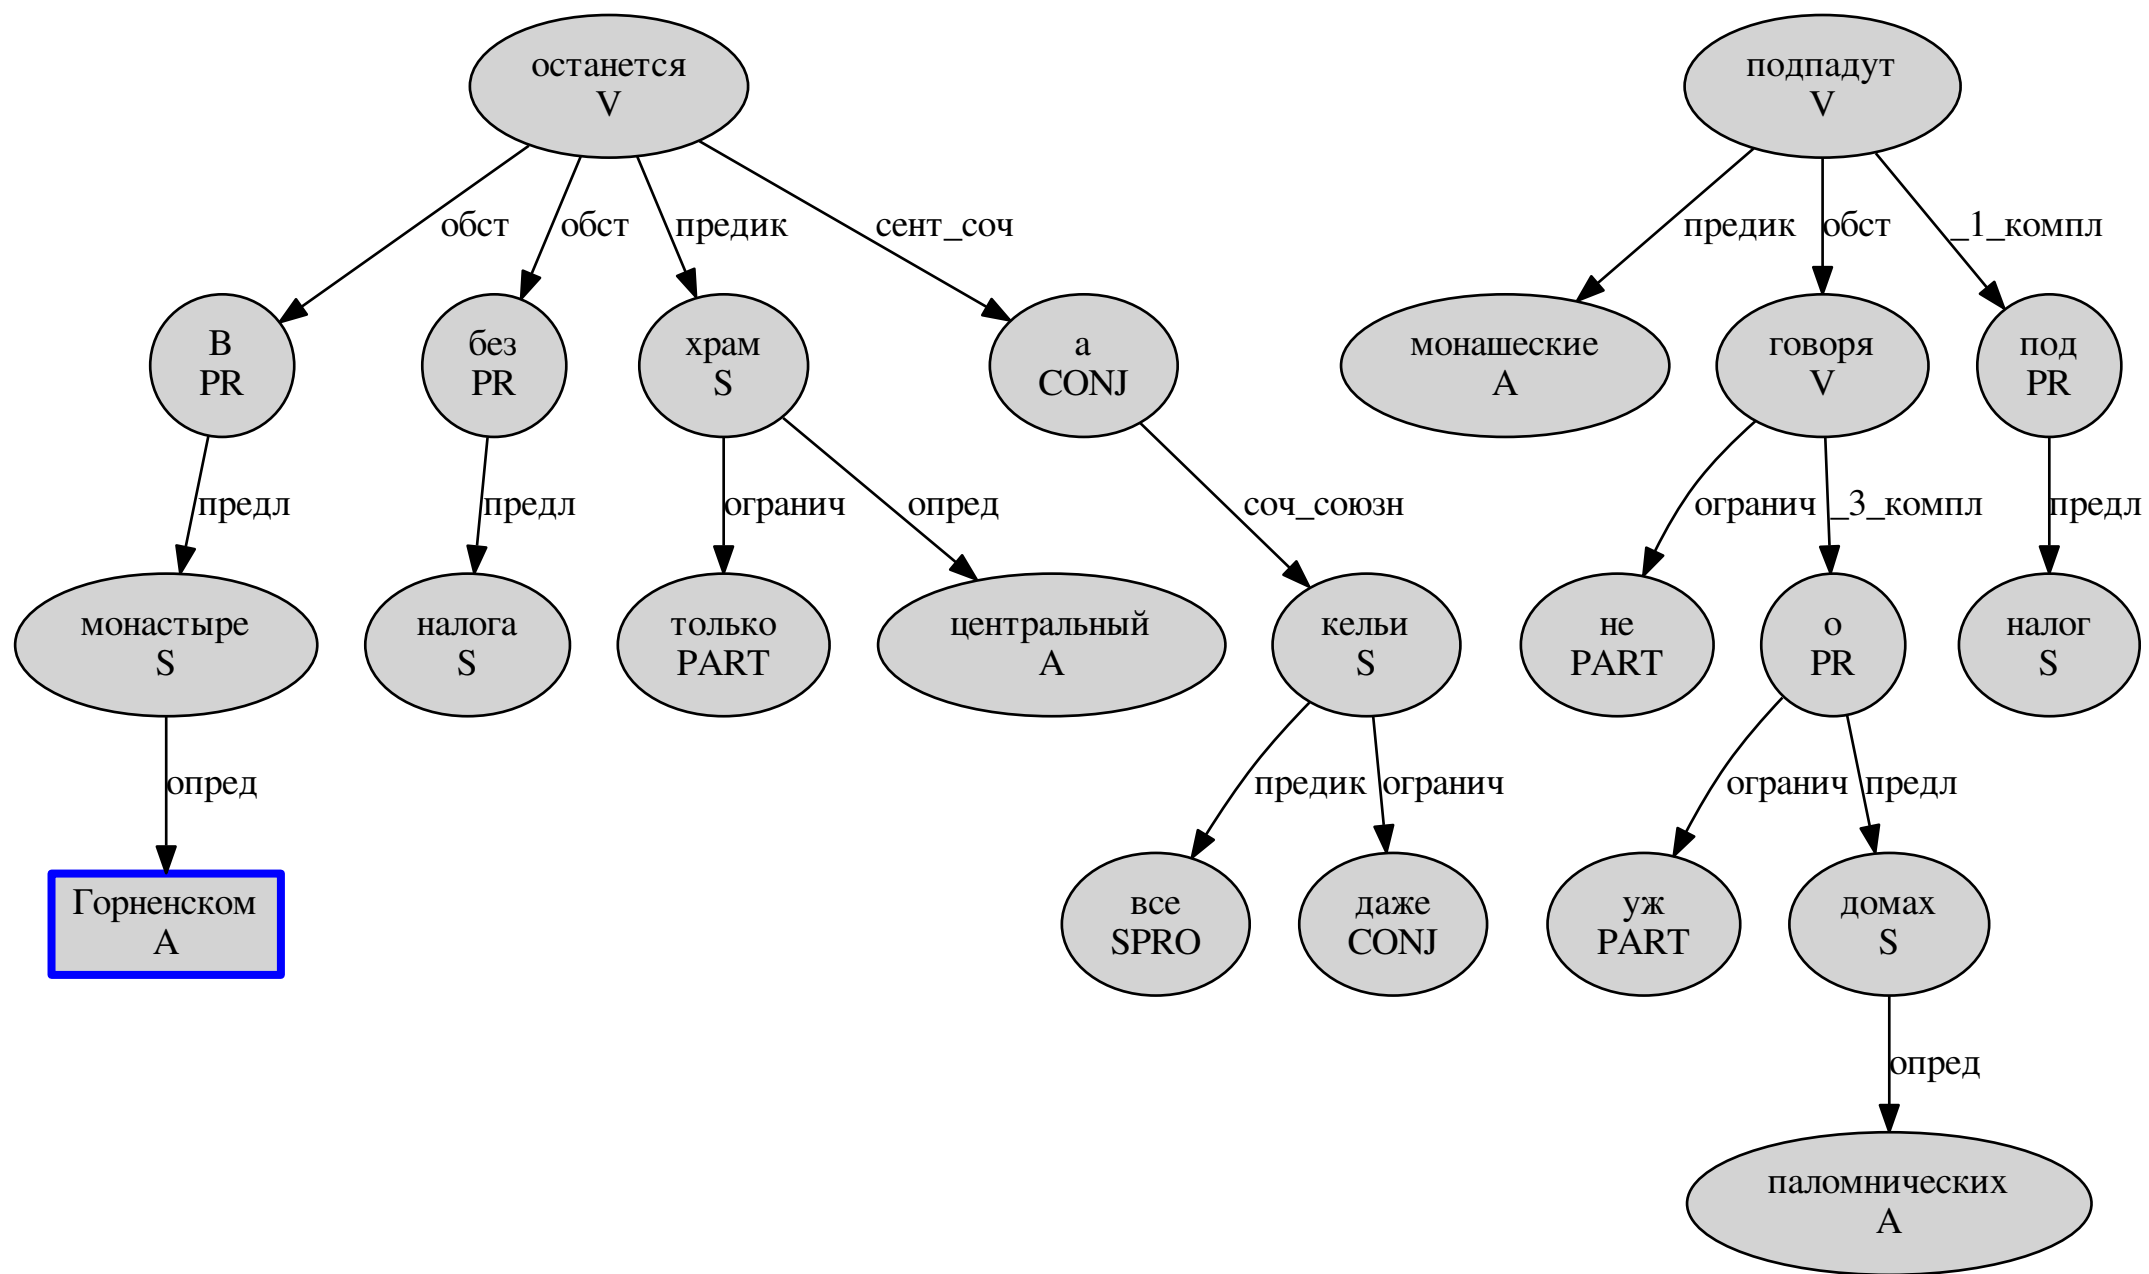 останется
V
подпадут
V
обст
обст
предик
сент_соч
предик
обст
_1_компл
В
PR
без
PR
храм
S
а
CONJ
монашеские
A
говоря
V
под
PR
предл
предл
огранич
опред
соч_союзн
огранич
_3_компл
предл
монастыре
S
налога
S
только
PART
центральный
A
кельи
S
не
PART
о
PR
налог
S
опред
предик
огранич
огранич
предл
Горненском
A
все
SPRO
даже
CONJ
уж
PART
домах
S
опред
паломнических
A